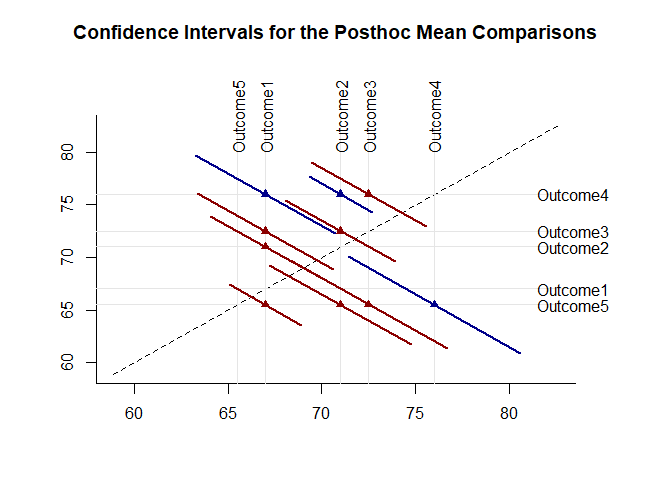 Confidence Intervals for the Posthoc Mean Comparisons
Outcome5
Outcome1
Outcome2
Outcome3
Outcome4
80
75
70
65
60
Outcome4
Outcome3
Outcome2
Outcome1
Outcome5
60 65 70 75 80